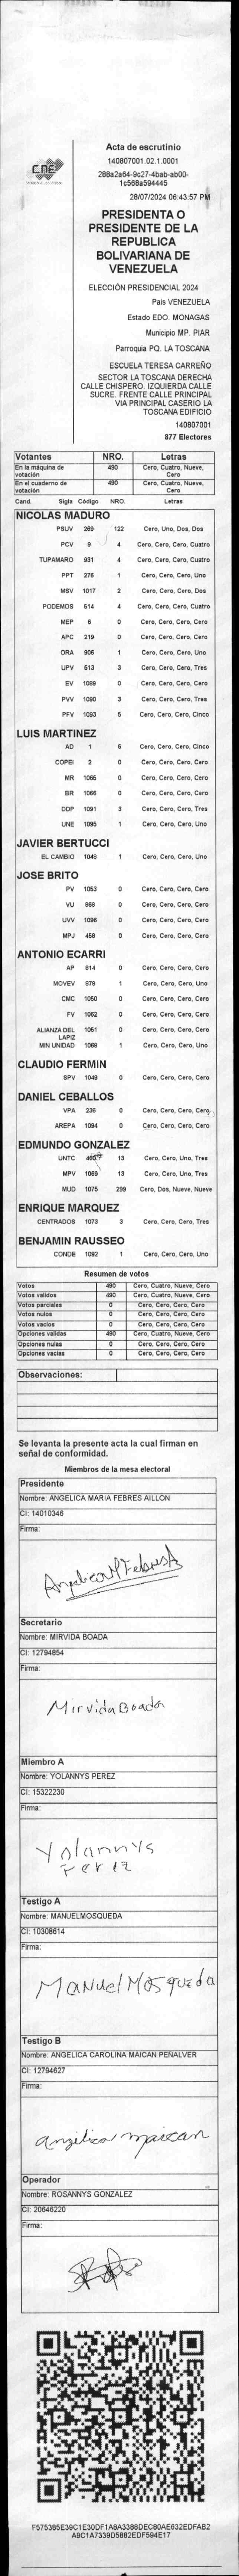 CNE
Acta de escrutinio
140807001.02.1.0001
288a2a64-9c27-4bab-ab00-
1c568a594445
28/07/2024 06:43:57 PM
PRESIDENTA O
PRESIDENTE DE LA
REPUBLICA
BOLIVARIANA DE
VENEZUELA
ELECCIÓN PRESIDENCIAL 2024
Pais VENEZUELA
Estado EDO. MONAGAS
Municipio MP. PIAR
Parroquia PQ. LA TOSCANA
ESCUELA TERESA CARREÑO
SECTOR LA TOSCANA DERECHA
CALLE CHISPERO. IZQUIERDA CALLE
SUCRE. FRENTE CALLE PRINCIPAL
VIA PRINCIPAL CASERIO LA
TOSCANA EDIFICIO
140807001
877 Electores
Votantes NRO. Letras
En la máquina de votación 490 Cero, Cuatro, Nueve, Cero
En el cuaderno de votación 490 Cero, Cuatro, Nueve, Cero
Cand. Sigla Código NRO. Letras
NICOLAS MADURO
PSUV 269 122 Cero, Uno, Dos, Dos
PCV 9 4 Cero, Cero, Cero, Cuatro
TUPAMARO 931 4 Cero, Cero, Cero, Cuatro
PPT 276 1 Cero, Cero, Cero, Uno
MSV 1017 2 Cero, Cero, Cero, Dos
PODEMOS 514 4 Cero, Cero, Cero, Cuatro
MEP 6 0 Cero, Cero, Cero, Cero
APC 219 0 Cero, Cero, Cero, Cero
ORA 906 1 Cero, Cero, Cero, Uno
UPV 513 3 Cero, Cero, Cero, Tres
EV 1089 0 Cero, Cero, Cero, Cero
PVV 1090 3 Cero, Cero, Cero, Tres
PFV 1093 5 Cero, Cero, Cero, Cinco
LUIS MARTINEZ
AD 1 5 Cero, Cero, Cero, Cinco
COPEI 2 0 Cero, Cero, Cero, Cero
MR 1065 0 Cero, Cero, Cero, Cero
BR 1066 0 Cero, Cero, Cero, Cero
DDP 1091 3 Cero, Cero, Cero, Tres
UNE 1095 1 Cero, Cero, Cero, Uno
JAVIER BERTUCCI
EL CAMBIO 1048 1 Cero, Cero, Cero, Uno
JOSE BRITO
PV 1053 0 Cero, Cero, Cero, Cero
VU 868 0 Cero, Cero, Cero, Cero
UVV 1096 0 Cero, Cero, Cero, Cero
MPJ 458 0 Cero, Cero, Cero, Cero
ANTONIO ECARRI
AP 814 0 Cero, Cero, Cero, Cero
MOVEV 978 1 Cero, Cero, Cero, Uno
CMC 1050 0 Cero, Cero, Cero, Cero
FV 1062 0 Cero, Cero, Cero, Cero
ALIANZA DEL LAPIZ 1051 0 Cero, Cero, Cero, Cero
MIN UNIDAD 1069 1 Cero, Cero, Cero, Uno
CLAUDIO FERMIN
SPV 1049 0 Cero, Cero, Cero, Cero
DANIEL CEBALLOS
VPA 236 0 Cero, Cero, Cero, Cero
AREPA 1094 0 Cero, Cero, Cero, Cero
EDMUNDO GONZALEZ
UNTC 13 Cero, Cero, Uno, Tres
MPV 13 Cero, Cero, Uno, Tres
MUD 1075 299 Cero, Dos, Nueve, Nueve
ENRIQUE MARQUEZ
CENTRADOS 1073 3 Cero, Cero, Cero, Tres
BENJAMIN RAUSSEO
CONDE 1092 1 Cero, Cero, Cero, Uno
Resumen de votos
Votos 490 Cero, Cuatro, Nueve, Cero
Votos validos 490 Cero, Cuatro, Nueve, Cero
Votos parciales 0 Cero, Cero, Cero, Cero
Votos nulos 0 Cero, Cero, Cero, Cero
Votos vacios 0 Cero, Cero, Cero, Cero
Opciones validas 490 Cero, Cuatro, Nueve, Cero
Opciones nulas 0 Cero, Cero, Cero, Cero
Opciones vacias 0 Cero, Cero, Cero, Cero
Observaciones:
Se levanta la presente acta la cual firman en
señal de conformidad.
Miembros de la mesa electoral
Presidente
Nombre: ANGELICA MARIA FEBRES AILLON
CI: 14010346
Firma:
Secretario
Nombre: MIRVIDA BOADA
CI: 12794854
Firma:
Mirvida Boada
Miembro A
Nombre: YOLANNYS PEREZ
CI: 15322230
Firma:
Yolannys
Perez
Testigo A
Nombre: MANUELMOSQUEDA
CI: 10308614
Firma:
Manuel Mosqueda
Testigo B
Nombre: ANGELICA CAROLINA MAICAN PEÑALVER
CI: 12794627
Firma:
angelica maican
Operador
Nombre: ROSANNYS GONZALEZ
CI: 20646220
Firma:
F575385E39C1E30DF1A8A3388DEC80AE632EDFAB2
A9C1A7339D5882EDF594E17